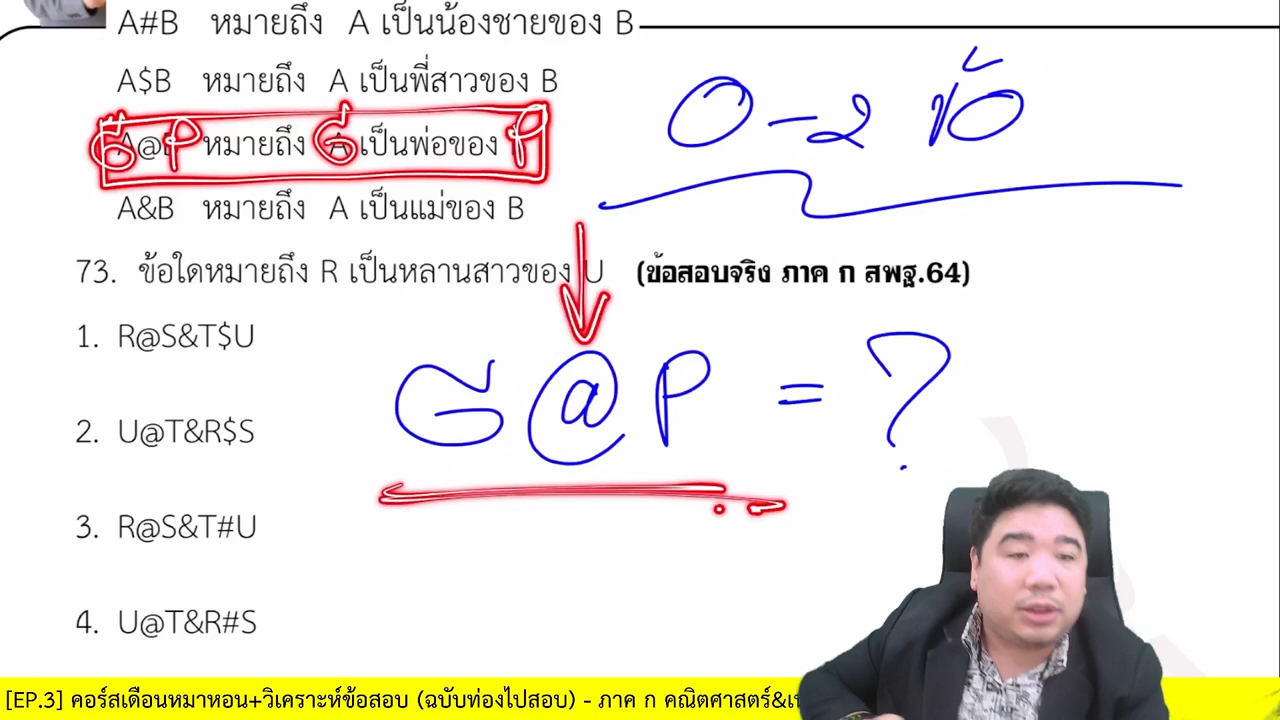 A#B หมายถึง A เป็นน้องชายของ B
A$B หมายถึง A เป็นพี่สาวของ B
0-2 ข้อ
A@ หมายถึง A เป็นพ่อของ
A&B หมายถึง A เป็นแม่ของ B
73. ข้อใดหมายถึง R เป็นหลานสาวของ U (ข้อสอบจริง ภาค ก สพฐ.64)
1. R@S&T$U
G @ P = ?
2. U@T&R$S
3. R@S&T#U
4. U@T&R#S
[EP.3] คอร์สเดือนหมาหอน+วิเคราะห์ข้อสอบ (ฉบับท่องไปสอบ) - ภาค ก คณิตศาสตร์&